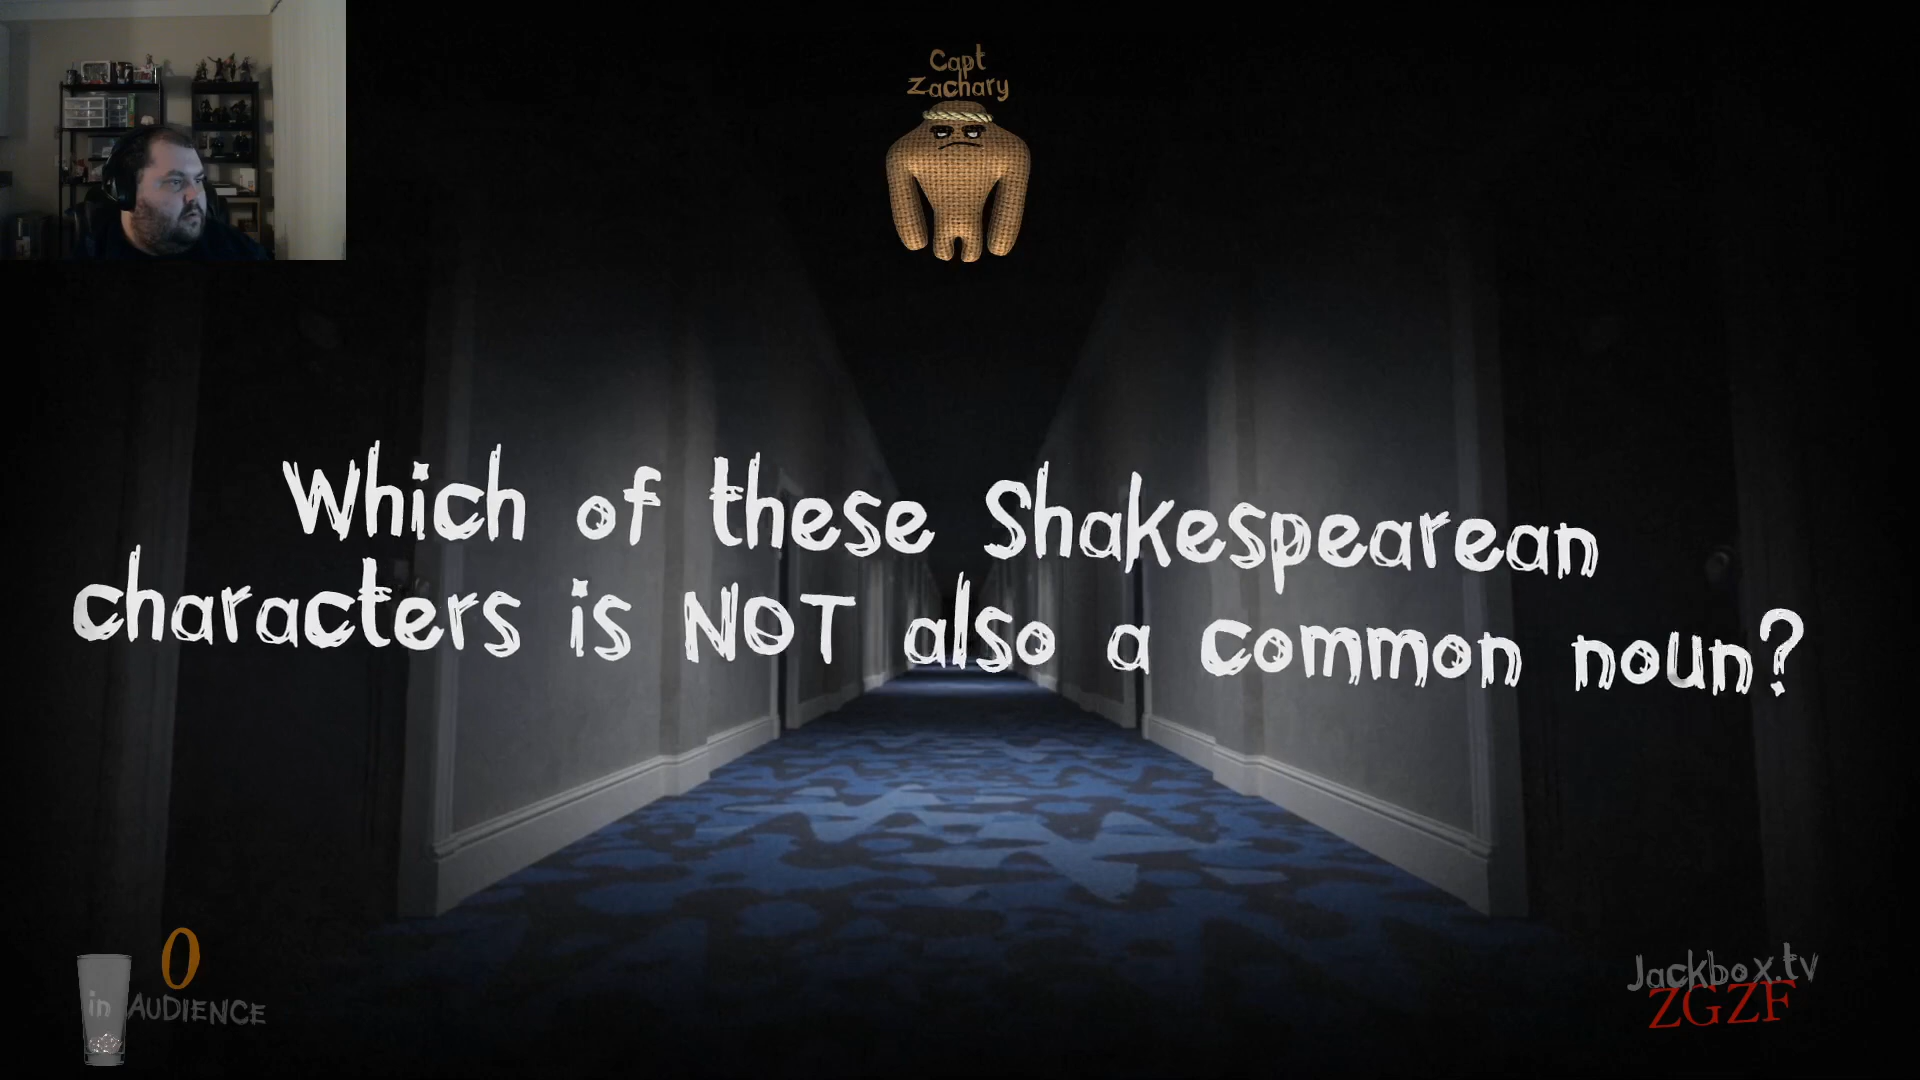 Capt
Zachary
Which of these Shakespearean
characters is NOT also a common noun?
0
in AUDIENCE
Jackbox.tv
ZGZF